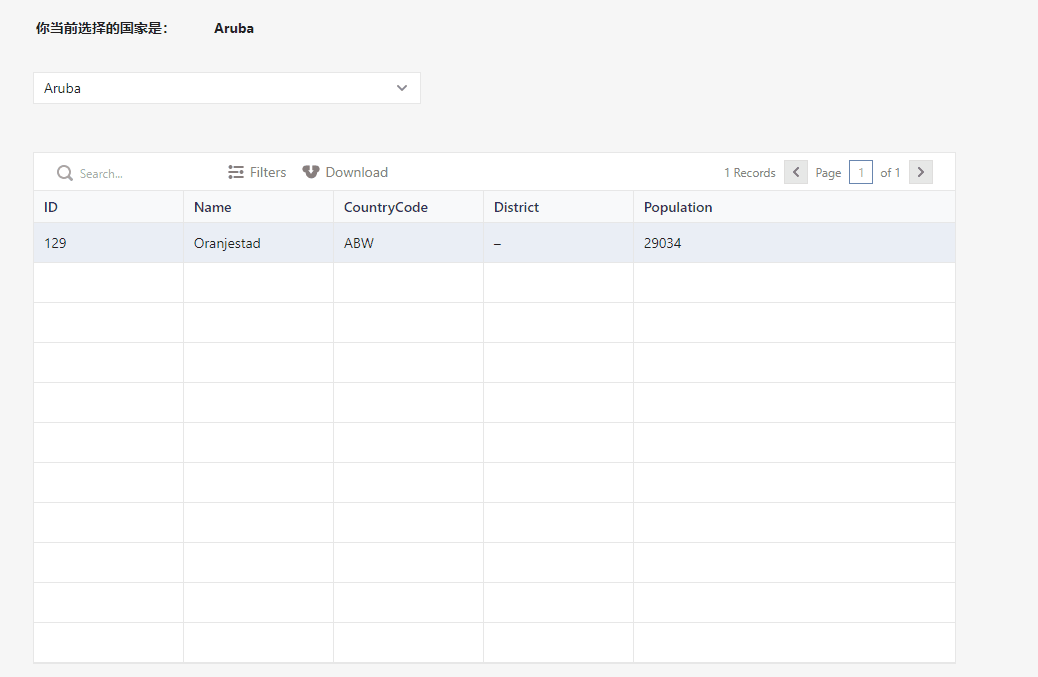 你当前选择的国家是： Aruba
Aruba
Search... Filters Download 1 Records Page 1 of 1
ID Name CountryCode District Population
129 Oranjestad ABW – 29034